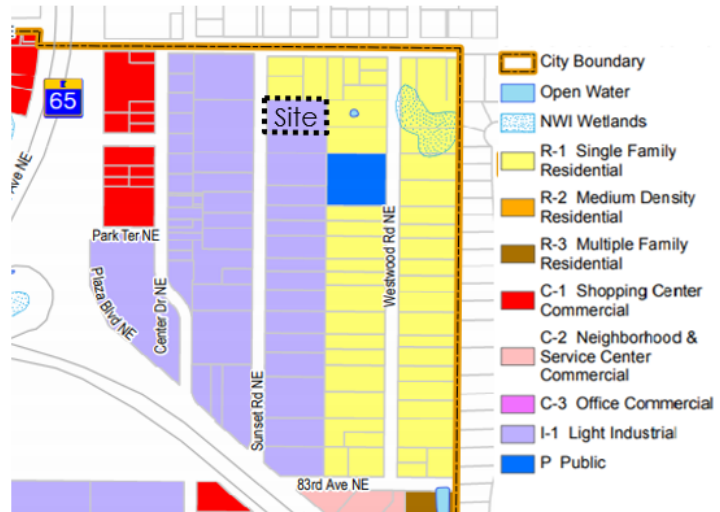 65
Site
Ave NE
Park Ter NE
Plaza Blvd NE
Center Dr NE
Sunset Rd NE
Westwood Rd NE
83rd Ave NE
City Boundary
Open Water
NWI Wetlands
R-1 Single Family
Residential
R-2 Medium Density
Residential
R-3 Multiple Family
Residential
C-1 Shopping Center
Commercial
C-2 Neighborhood &
Service Center
Commercial
C-3 Office Commercial
I-1 Light Industrial
P Public